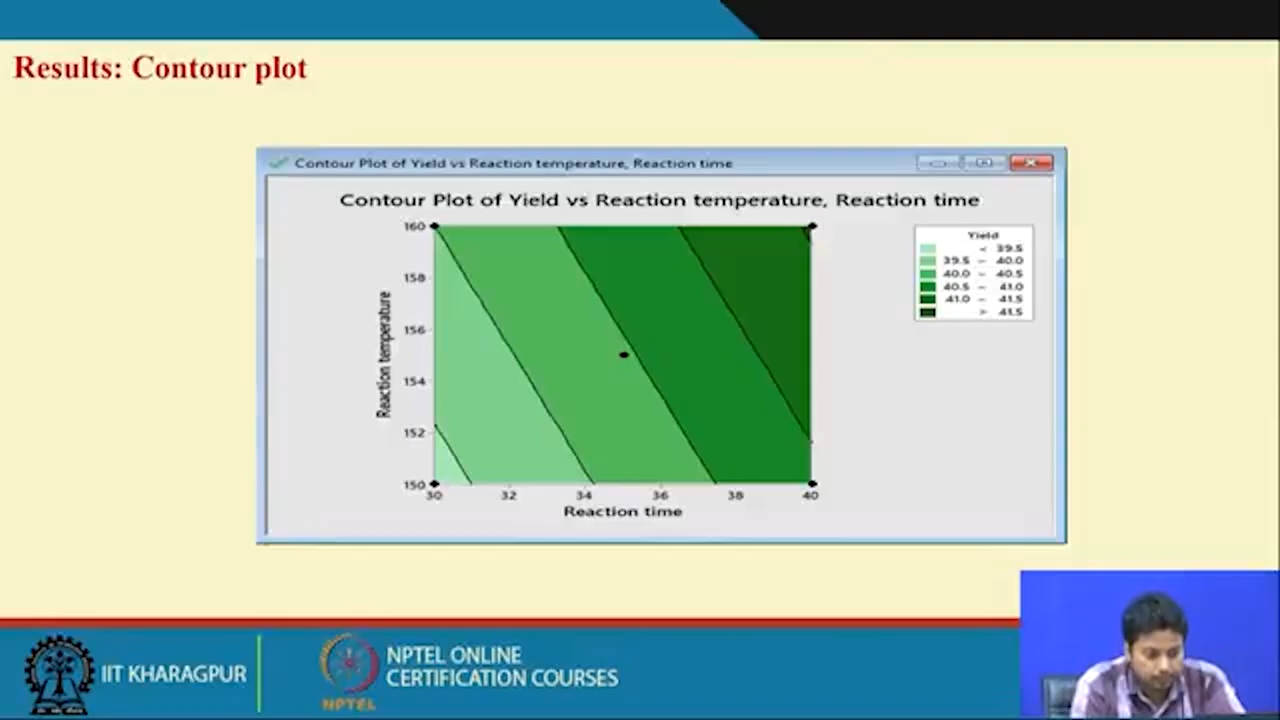 Results: Contour plot
Contour Plot of Yield vs Reaction temperature, Reaction time
Contour Plot of Yield vs Reaction temperature, Reaction time
Yield
< 39.5
39.5 – 40.0
40.0 – 40.5
40.5 – 41.0
41.0 – 41.5
> 41.5
Reaction temperature
160
158
156
154
152
150
30 32 34 36 38 40
Reaction time
IIT KHARAGPUR
NPTEL
NPTEL ONLINE
CERTIFICATION COURSES